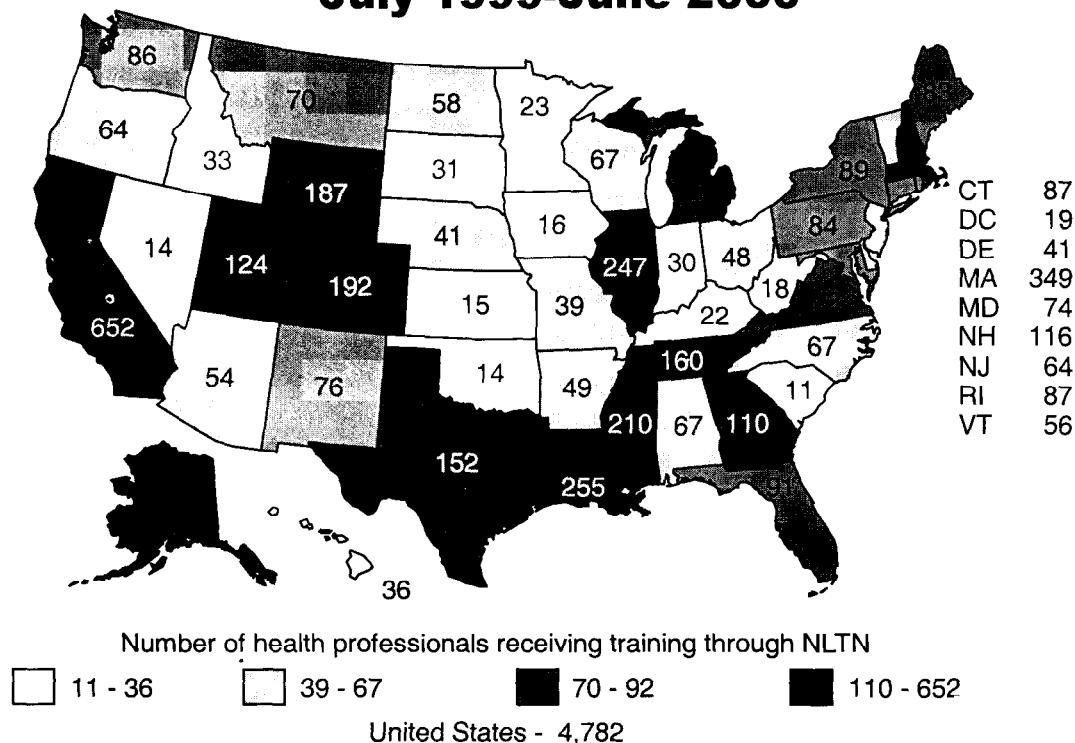 July 1999-June 2000
86
70
58
23
64
33
31
67
89
84
187
16
41
247
30
48
18
14
124
192
15
39
22
652
67
160
54
76
14
49
11
210
67
110
152
255
91
36
CT 87
DC 19
DE 41
MA 349
MD 74
NH 116
NJ 64
RI 87
VT 56
Number of health professionals receiving training through NLTN
11 - 36
39 - 67
70 - 92
110 - 652
United States - 4,782